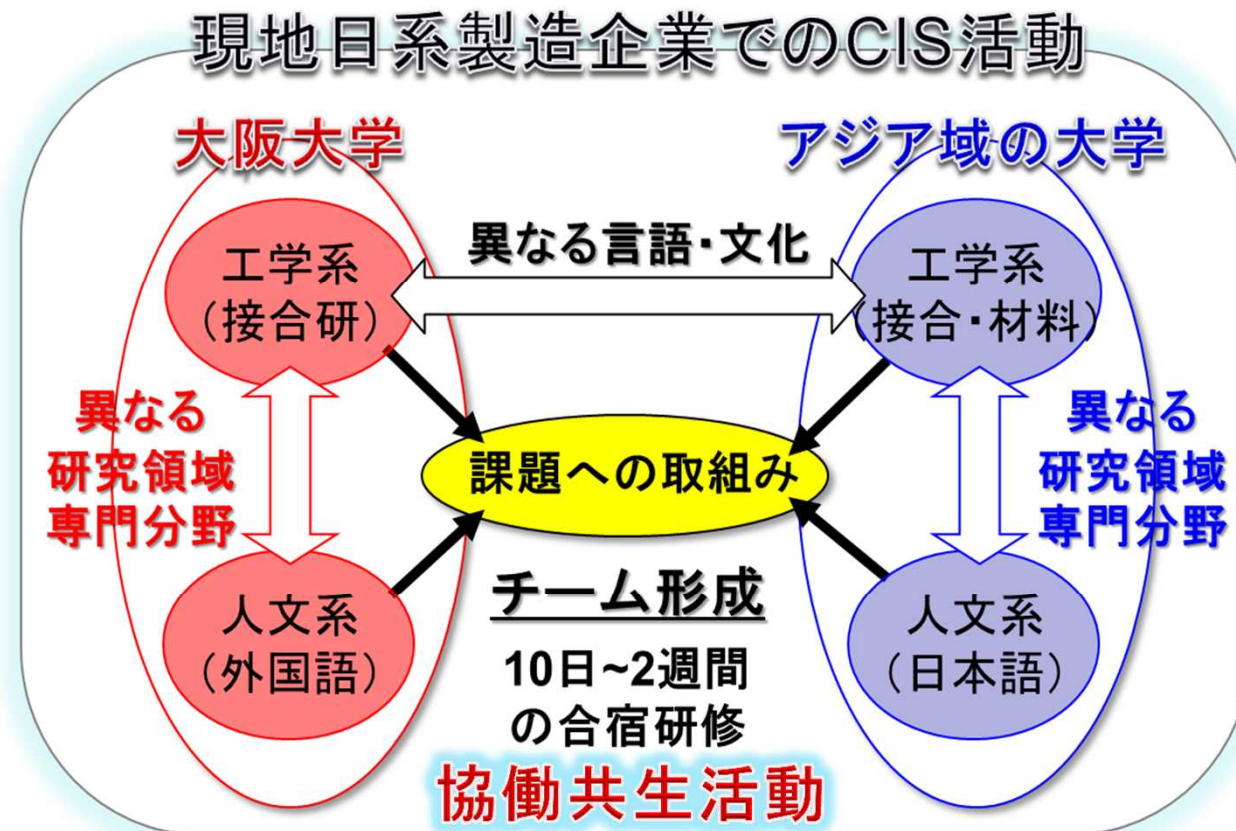 現地日系製造企業でのCIS活動
大阪大学
アジア域の大学
工学系
（接合研）
異なる言語・文化
工学系
（接合・材料）
異なる
研究領域
専門分野
課題への取組み
異なる
研究領域
専門分野
人文系
（外国語）
チーム形成
10日~2週間
の合宿研修
人文系
（日本語）
協働共生活動